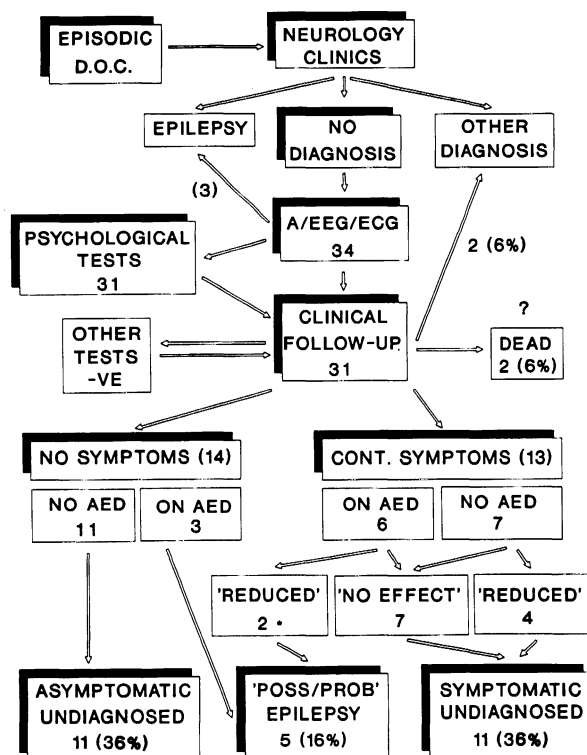 EPISODIC
D.O.C.
NEUROLOGY
CLINICS
EPILEPSY
NO
DIAGNOSIS
OTHER
DIAGNOSIS
(3)
A/EEG/ECG
34
PSYCHOLOGICAL
TESTS
31
2 (6%)
CLINICAL
FOLLOW-UP
31
?
DEAD
2 (6%)
OTHER
TESTS
-VE
NO SYMPTOMS (14)
CONT. SYMPTOMS (13)
NO AED
11
ON AED
3
ON AED
6
NO AED
7
'REDUCED'
2 *
'NO EFFECT'
7
'REDUCED'
4
ASYMPTOMATIC
UNDIAGNOSED
11 (36%)
'POSS/PROB'
EPILEPSY
5 (16%)
SYMPTOMATIC
UNDIAGNOSED
11 (36%)